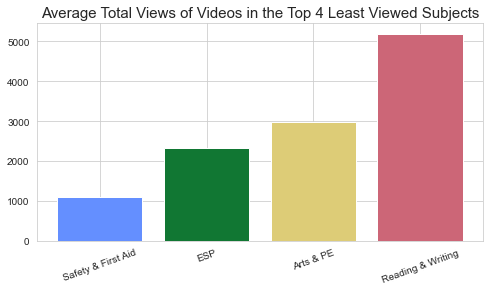 Average Total Views of Videos in the Top 4 Least Viewed Subjects
5000
4000
3000
2000
1000
0
Safety & First Aid
ESP
Arts & PE
Reading & Writing